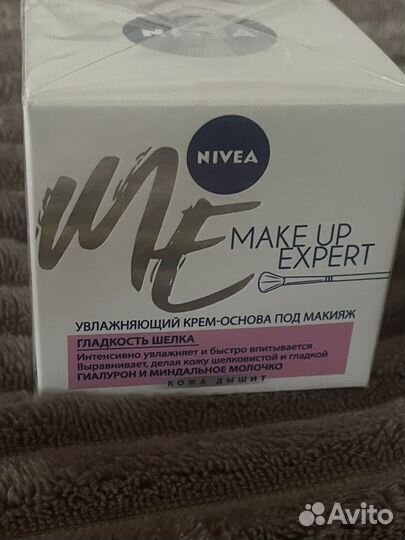 NIVEA
NIVEA
ME
MAKE UP
EXPERT
УВЛАЖНЯЮЩИЙ КРЕМ-ОСНОВА ПОД МАКИЯЖ
ГЛАДКОСТЬ ШЕЛКА
Интенсивно увлажняет и быстро впитывается
Выравнивает, делая кожу шелковистой и гладкой
ГИАЛУРОН И МИНДАЛЬНОЕ МОЛОЧКО
КОЖА ДЫШИТ
Avito